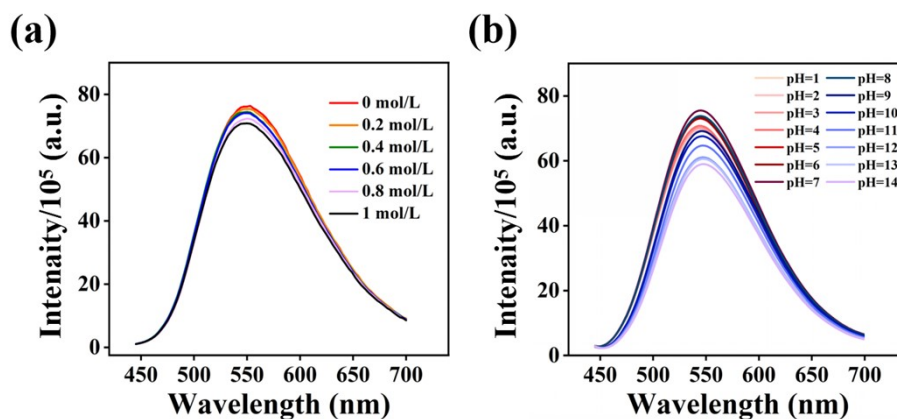 (a)
Intenaity/10⁵ (a.u.)
80
60
40
20
0
0 mol/L
0.2 mol/L
0.4 mol/L
0.6 mol/L
0.8 mol/L
1 mol/L
450 500 550 600 650 700
Wavelength (nm)
(b)
Intenaity/10⁵ (a.u.)
80
60
40
20
0
pH=1 pH=8
pH=2 pH=9
pH=3 pH=10
pH=4 pH=11
pH=5 pH=12
pH=6 pH=13
pH=7 pH=14
450 500 550 600 650 700
Wavelength (nm)